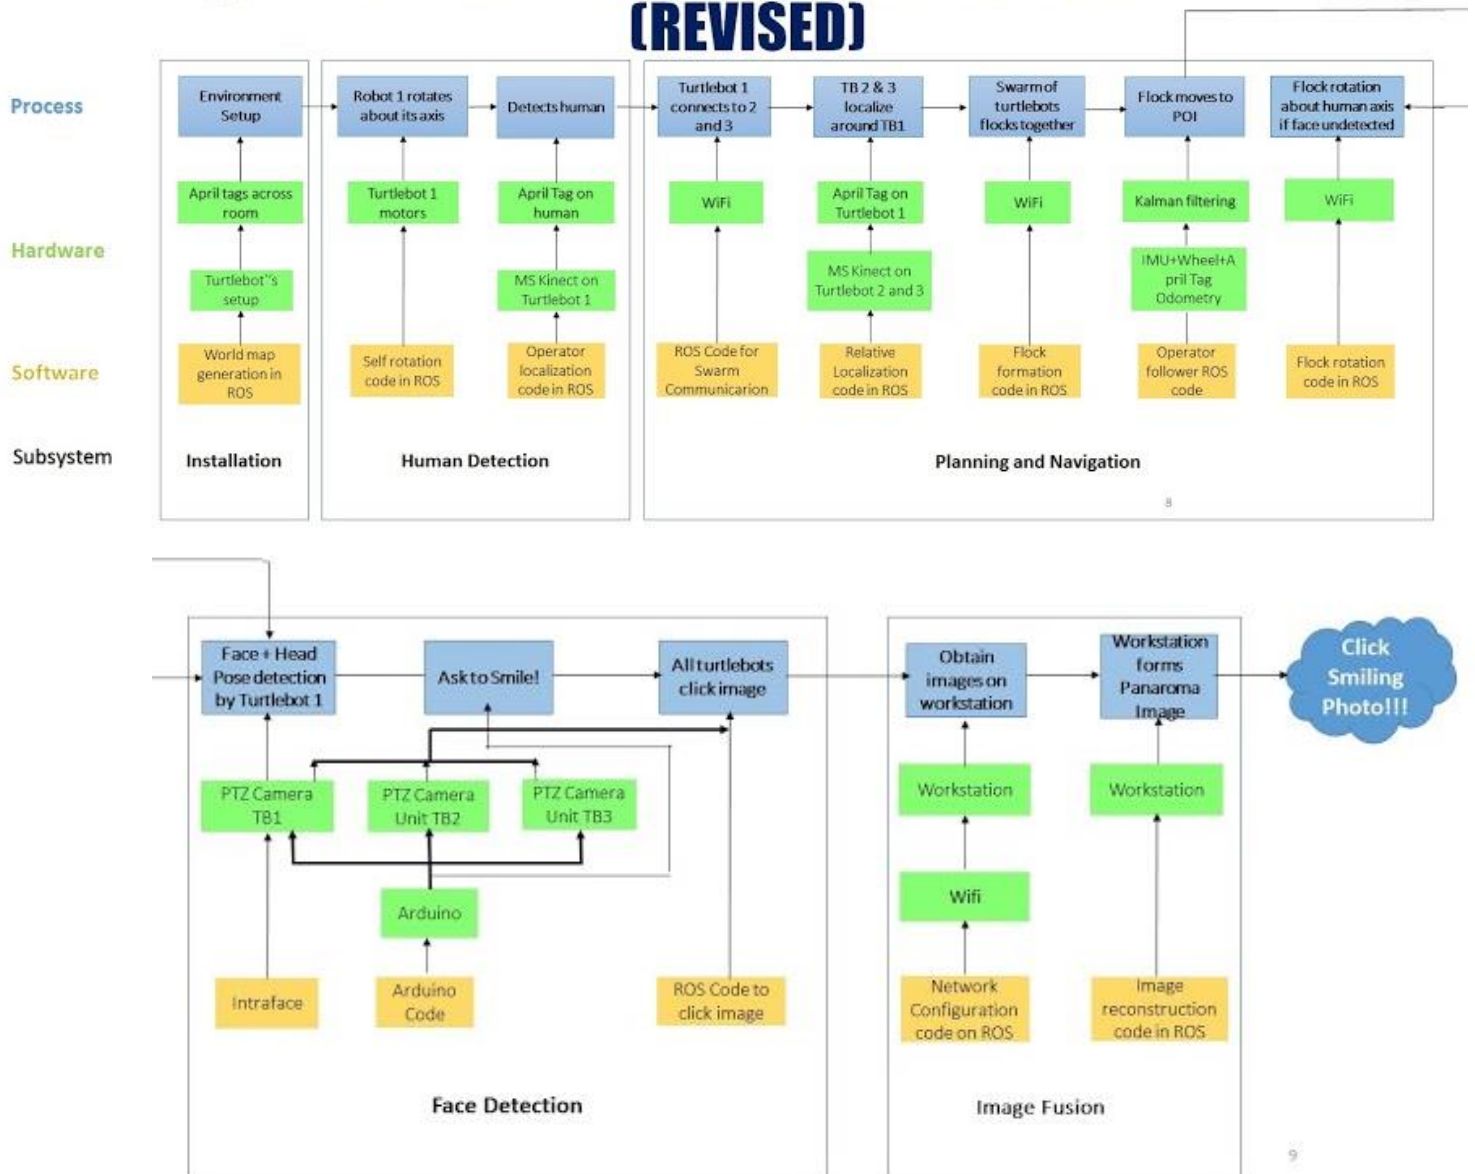 (REVISED)
Process
Environment
Setup
Robot 1 rotates
about its axis
Detects human
Turtlebot 1
connects to 2
and 3
TB 2 & 3
localize
around TB1
Swarm of
turtlebots
flocks together
Flock moves to
POI
Flock rotation
about human axis
if face undetected
Hardware
April tags across
room
Turtlebot 1
motors
April Tag on
human
WiFi
April Tag on
Turtlebot 1
WiFi
Kalman filtering
WiFi
Turtlebot"s
setup
MS Kinect on
Turtlebot 1
MS Kinect on
Turtlebot 2 and 3
IMU+Wheel+A
pril Tag
Odometry
Software
World map
generation in
ROS
Self rotation
code in ROS
Operator
localization
code in ROS
ROS Code for
Swarm
Communicarion
Relative
Localization
code in ROS
Flock
formation
code in ROS
Operator
follower ROS
code
Flock rotation
code in ROS
Subsystem
Installation
Human Detection
Planning and Navigation
8
Face + Head
Pose detection
by Turtlebot 1
Ask to Smile!
All turtlebots
click image
Obtain
images on
workstation
Workstation
forms
Panaroma
Image
Click
Smiling
Photo!!!
PTZ Camera
TB1
PTZ Camera
Unit TB2
PTZ Camera
Unit TB3
Workstation
Workstation
Arduino
Wifi
Intraface
Arduino
Code
ROS Code to
click image
Network
Configuration
code on ROS
Image
reconstruction
code in ROS
Face Detection
Image Fusion
9